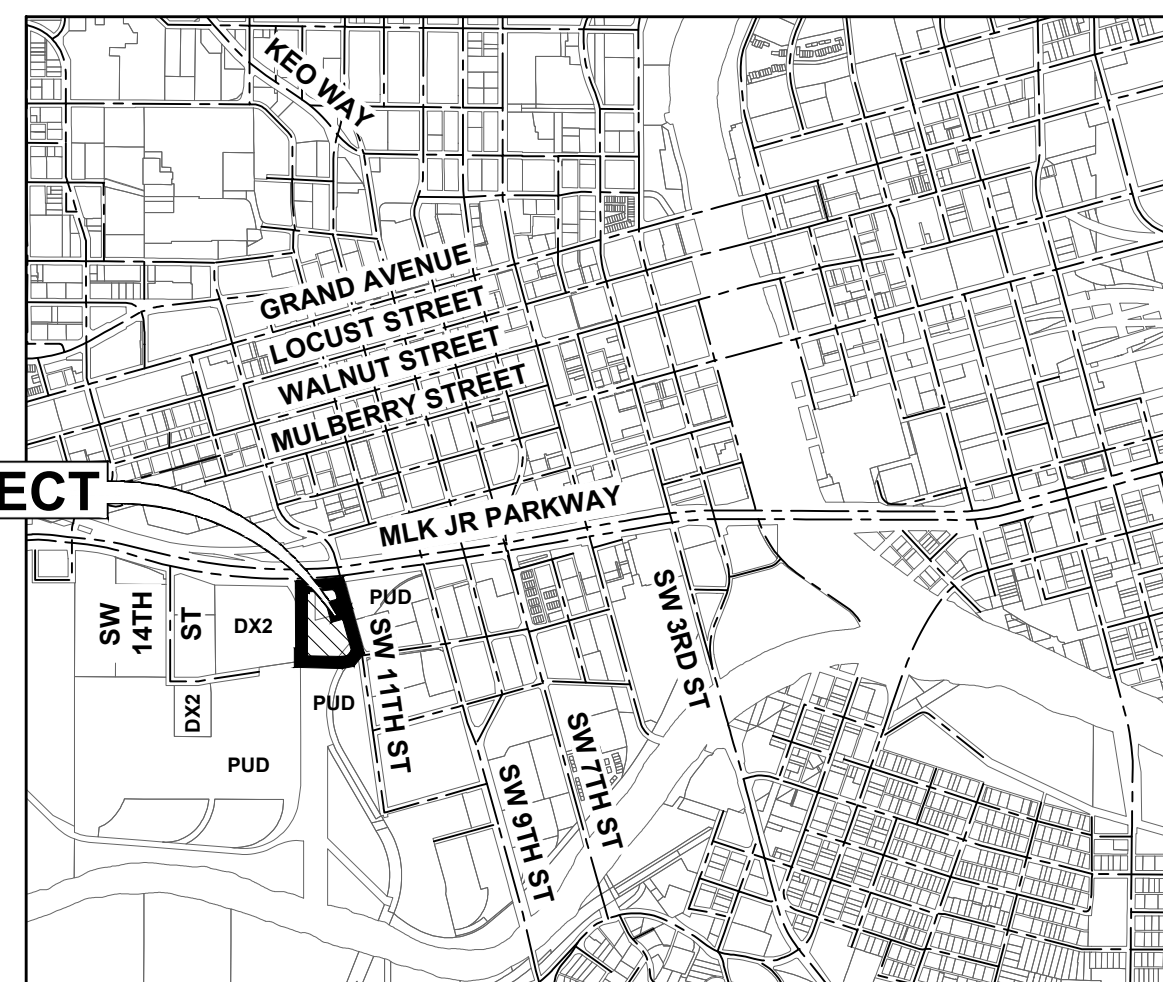 KEO WAY
GRAND AVENUE
LOCUST STREET
WALNUT STREET
MULBERRY STREET
ECT
MLK JR PARKWAY
SW
14TH
ST
DX2
PUD
SW 11TH ST
SW 3RD ST
DX2
PUD
PUD
SW 7TH ST
SW 9TH ST